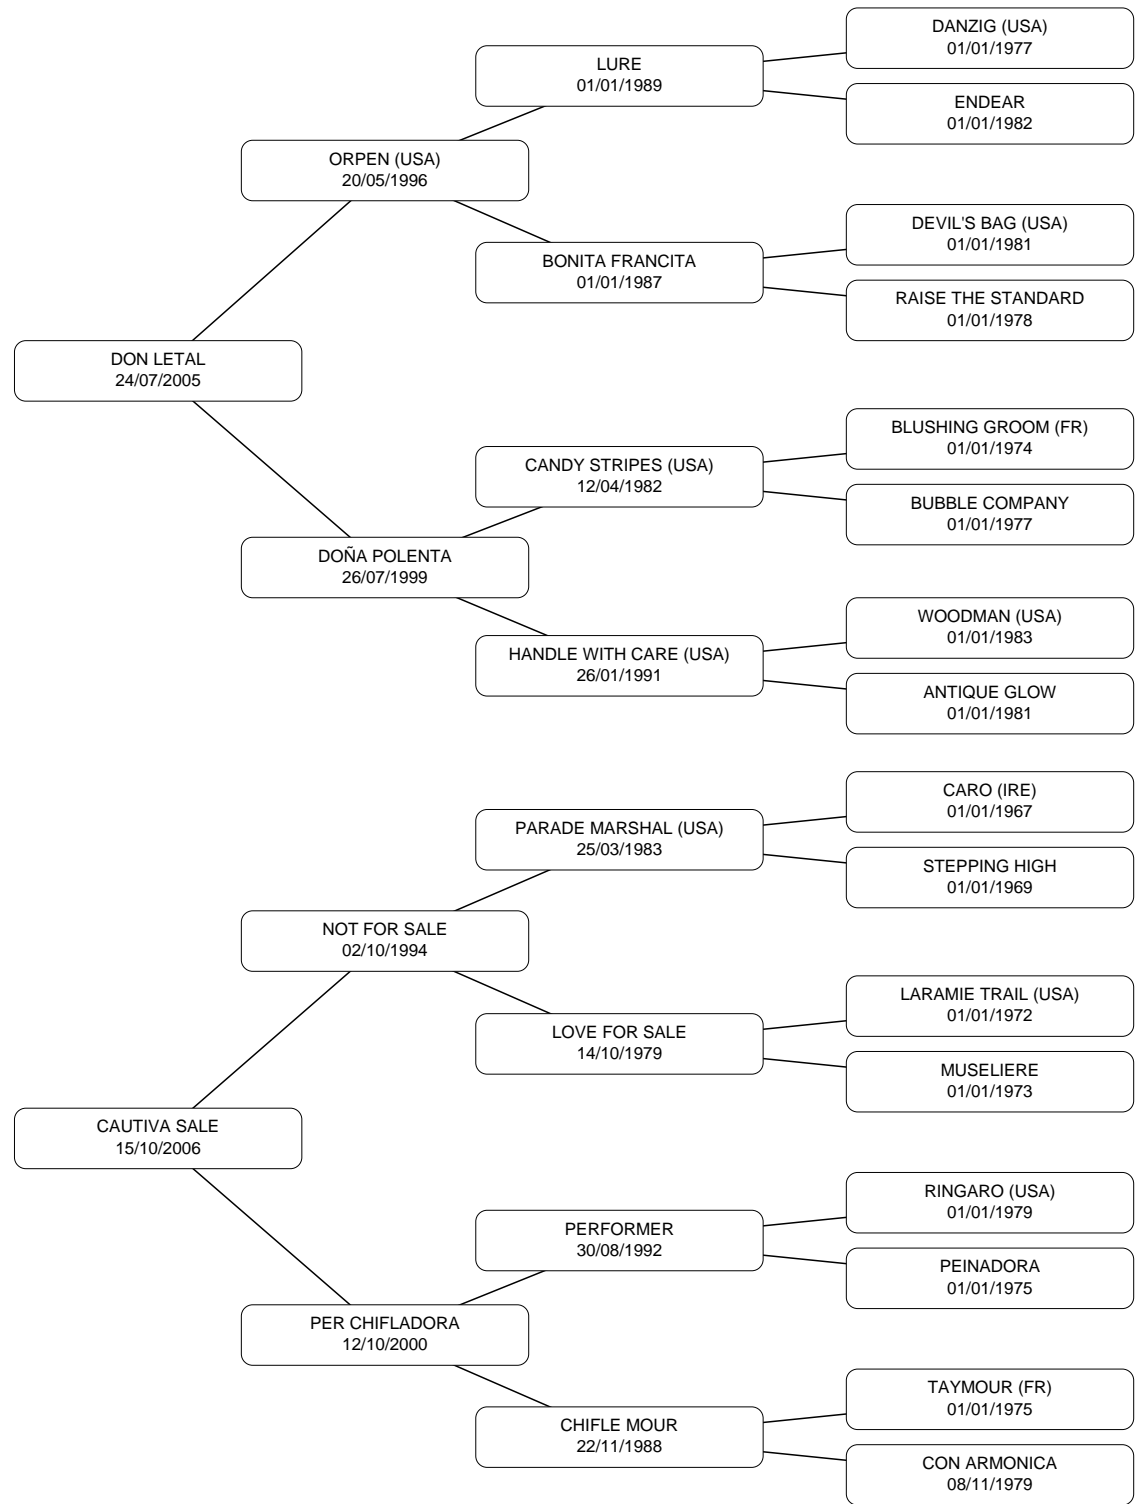 DANZIG (USA)
01/01/1977
LURE
01/01/1989
ENDEAR
01/01/1982
ORPEN (USA)
20/05/1996
DEVIL'S BAG (USA)
01/01/1981
BONITA FRANCITA
01/01/1987
RAISE THE STANDARD
01/01/1978
DON LETAL
24/07/2005
BLUSHING GROOM (FR)
01/01/1974
CANDY STRIPES (USA)
12/04/1982
BUBBLE COMPANY
01/01/1977
DOÑA POLENTA
26/07/1999
WOODMAN (USA)
01/01/1983
HANDLE WITH CARE (USA)
26/01/1991
ANTIQUE GLOW
01/01/1981
CARO (IRE)
01/01/1967
PARADE MARSHAL (USA)
25/03/1983
STEPPING HIGH
01/01/1969
NOT FOR SALE
02/10/1994
LARAMIE TRAIL (USA)
01/01/1972
LOVE FOR SALE
14/10/1979
MUSELIERE
01/01/1973
CAUTIVA SALE
15/10/2006
RINGARO (USA)
01/01/1979
PERFORMER
30/08/1992
PEINADORA
01/01/1975
PER CHIFLADORA
12/10/2000
TAYMOUR (FR)
01/01/1975
CHIFLE MOUR
22/11/1988
CON ARMONICA
08/11/1979